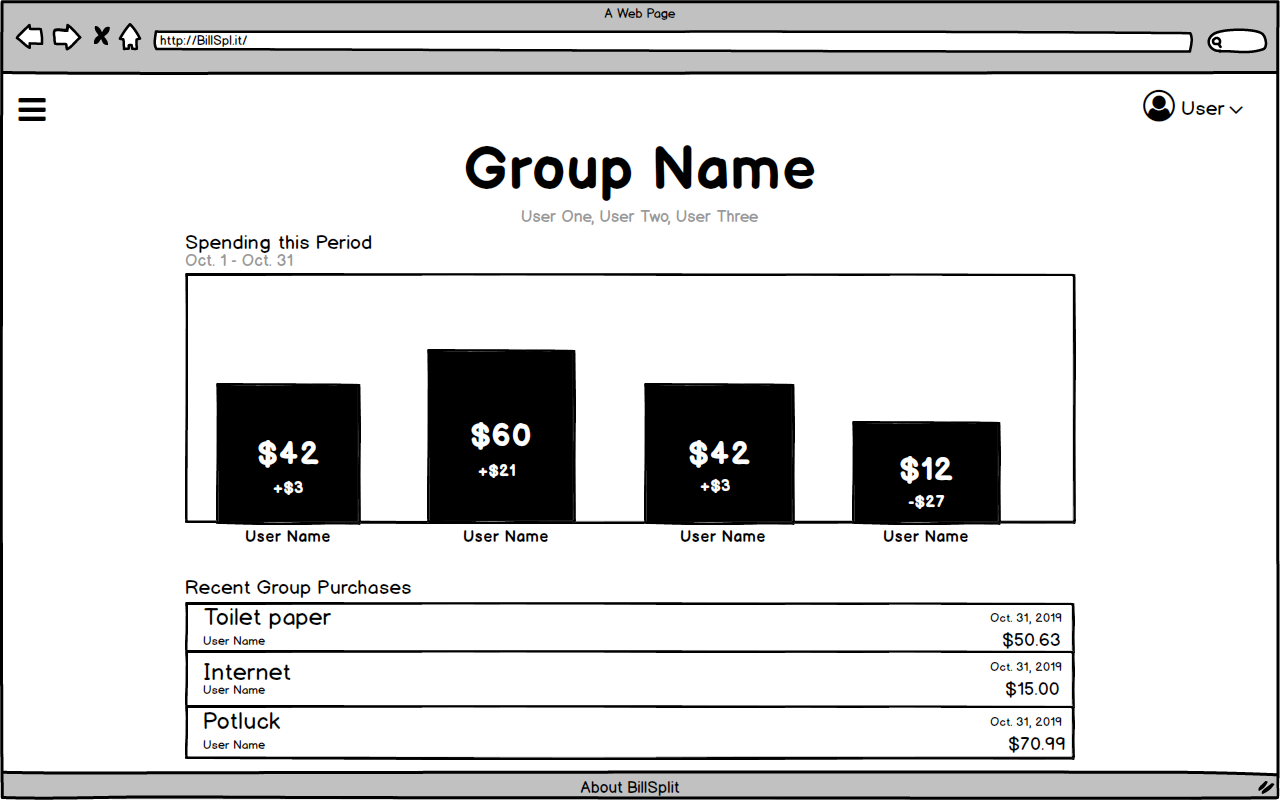 A Web Page
http://BillSpl.it/
User
Group Name
User One, User Two, User Three
Spending this Period
Oct. 1 - Oct. 31
$42 $60 $42 $12
+$3 +$21 +$3 -$27
User Name User Name User Name User Name
Recent Group Purchases
Toilet paper Oct. 31, 2019
User Name $50.63
Internet Oct. 31, 2019
User Name $15.00
Potluck Oct. 31, 2019
User Name $70.99
About BillSplit